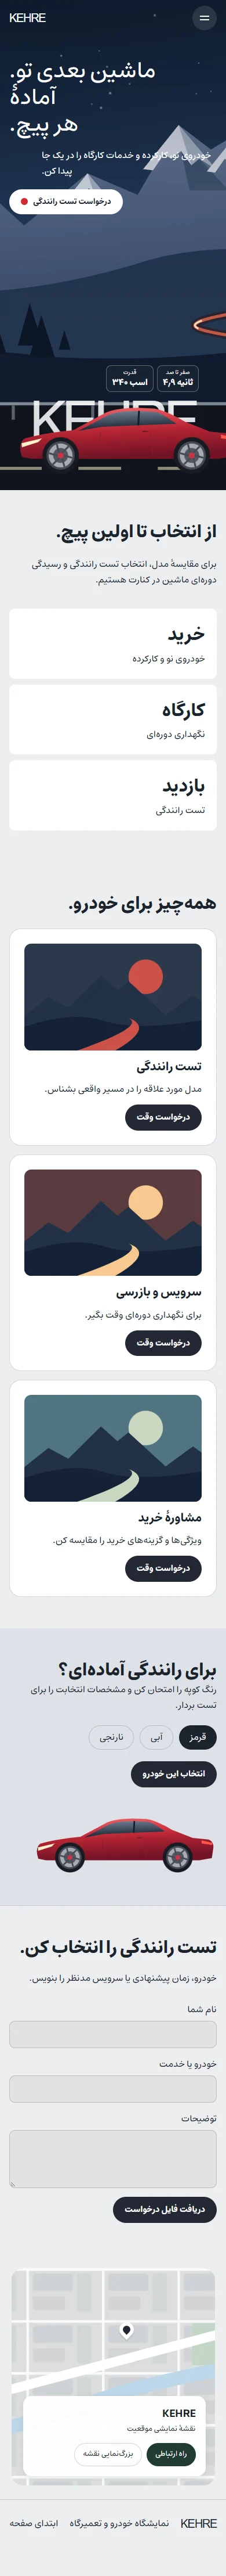 KEHRE
ماشین بعدی تو.
آمادهٔ
هر پیچ.
خودروی نو، کارکرده و خدمات کارگاه را در یک جا
پیدا کن.
درخواست تست رانندگی
صفر تا صد
۴٫۹ ثانیه
قدرت
۳۴۰ اسب
KEHRE
از انتخاب تا اولین پیچ.
برای مقایسهٔ مدل، انتخاب تست رانندگی و رسیدگی
دوره‌ای ماشین در کنارت هستیم.
خرید
خودروی نو و کارکرده
کارگاه
نگهداری دوره‌ای
بازدید
تست رانندگی
همه‌چیز برای خودرو.
تست رانندگی
مدل مورد علاقه را در مسیر واقعی بشناس.
درخواست وقت
سرویس و بازرسی
برای نگهداری دوره‌ای وقت بگیر.
درخواست وقت
مشاورهٔ خرید
ویژگی‌ها و گزینه‌های خرید را مقایسه کن.
درخواست وقت
برای رانندگی آماده‌ای؟
رنگ کوپه را امتحان کن و مشخصات انتخابت را برای
تست بردار.
قرمز
آبی
نارنجی
انتخاب این خودرو
تست رانندگی را انتخاب کن.
خودرو، زمان پیشنهادی یا سرویس مدنظر را بنویس.
نام شما
خودرو یا خدمت
توضیحات
دریافت فایل درخواست
KEHRE
نقشهٔ نمایشی موقعیت
راه ارتباطی
بزرگ‌نمایی نقشه
KEHRE
نمایشگاه خودرو و تعمیرگاه
ابتدای صفحه